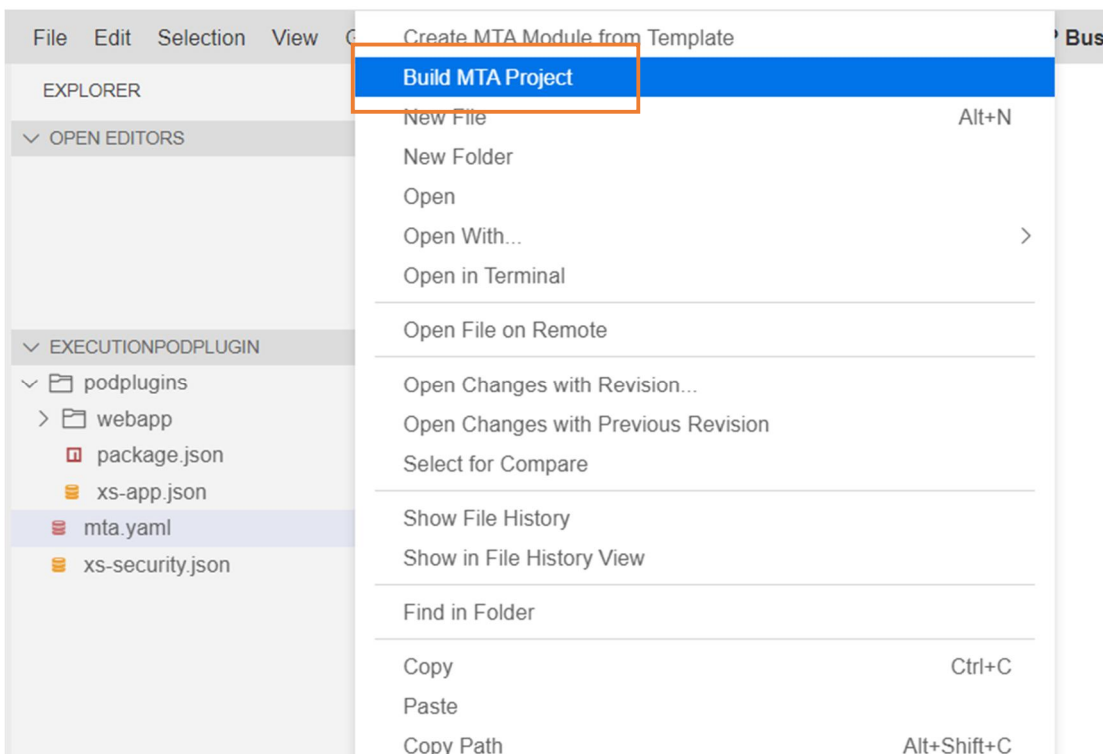 File Edit Selection View G
Create MTA Module from Template
P Bus
EXPLORER
Build MTA Project
OPEN EDITORS
New File Alt+N
New Folder
Open
Open With...
Open in Terminal
Open File on Remote
EXECUTIONPODPLUGIN
podplugins
webapp
package.json
xs-app.json
mta.yaml
xs-security.json
Open Changes with Revision...
Open Changes with Previous Revision
Select for Compare
Show File History
Show in File History View
Find in Folder
Copy Ctrl+C
Paste
Copy Path Alt+Shift+C